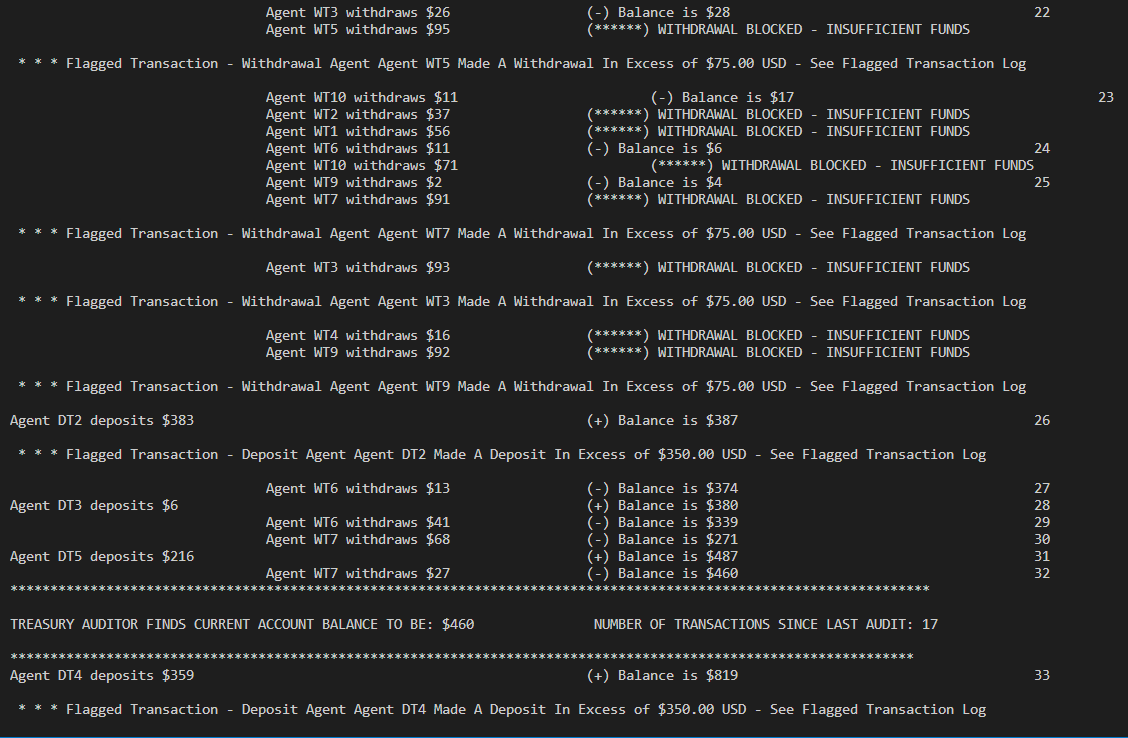 Agent WT3 withdraws $26 (-) Balance is $28 22
Agent WT5 withdraws $95 (******) WITHDRAWAL BLOCKED - INSUFFICIENT FUNDS
* * * Flagged Transaction - Withdrawal Agent Agent WT5 Made A Withdrawal In Excess of $75.00 USD - See Flagged Transaction Log
Agent WT10 withdraws $11 (-) Balance is $17 23
Agent WT2 withdraws $37 (******) WITHDRAWAL BLOCKED - INSUFFICIENT FUNDS
Agent WT1 withdraws $56 (******) WITHDRAWAL BLOCKED - INSUFFICIENT FUNDS
Agent WT6 withdraws $11 (-) Balance is $6 24
Agent WT10 withdraws $71 (******) WITHDRAWAL BLOCKED - INSUFFICIENT FUNDS
Agent WT9 withdraws $2 (-) Balance is $4 25
Agent WT7 withdraws $91 (******) WITHDRAWAL BLOCKED - INSUFFICIENT FUNDS
* * * Flagged Transaction - Withdrawal Agent Agent WT7 Made A Withdrawal In Excess of $75.00 USD - See Flagged Transaction Log
Agent WT3 withdraws $93 (******) WITHDRAWAL BLOCKED - INSUFFICIENT FUNDS
* * * Flagged Transaction - Withdrawal Agent Agent WT3 Made A Withdrawal In Excess of $75.00 USD - See Flagged Transaction Log
Agent WT4 withdraws $16 (******) WITHDRAWAL BLOCKED - INSUFFICIENT FUNDS
Agent WT9 withdraws $92 (******) WITHDRAWAL BLOCKED - INSUFFICIENT FUNDS
* * * Flagged Transaction - Withdrawal Agent Agent WT9 Made A Withdrawal In Excess of $75.00 USD - See Flagged Transaction Log
Agent DT2 deposits $383 (+) Balance is $387 26
* * * Flagged Transaction - Deposit Agent Agent DT2 Made A Deposit In Excess of $350.00 USD - See Flagged Transaction Log
Agent WT6 withdraws $13 (-) Balance is $374 27
Agent DT3 deposits $6 (+) Balance is $380 28
Agent WT6 withdraws $41 (-) Balance is $339 29
Agent WT7 withdraws $68 (-) Balance is $271 30
Agent DT5 deposits $216 (+) Balance is $487 31
Agent WT7 withdraws $27 (-) Balance is $460 32
*******************************************************************************************************************
TREASURY AUDITOR FINDS CURRENT ACCOUNT BALANCE TO BE: $460 NUMBER OF TRANSACTIONS SINCE LAST AUDIT: 17
*****************************************************************************************************************
Agent DT4 deposits $359 (+) Balance is $819 33
* * * Flagged Transaction - Deposit Agent Agent DT4 Made A Deposit In Excess of $350.00 USD - See Flagged Transaction Log